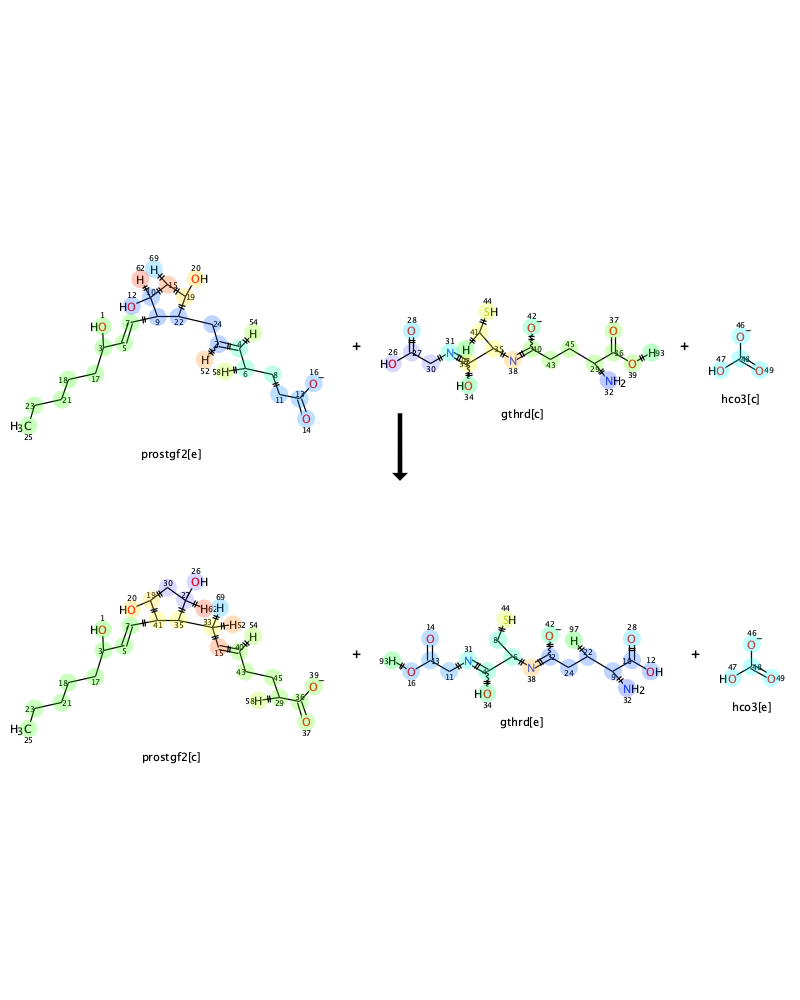 69
62
H
H
15
20
OH
12
HO
10
19
1
HO
7
9
22
24
3
5
54
H
2
4
H
52
58
H
6
8
16
O−
18
17
11
13
O
14
23
21
H₃C
25
prostgf2[e]
+
28
O
26
HO
27
30
31
N
H
33
HO
34
44
SH
41
35
N
38
42
O−
40
43
45
37
O
36
29
O
39
H
93
NH₂
32
gthrd[c]
+
46
O−
47
HO
48
O
49
hco3[c]
26
OH
30
19
27
20
HO
H
62
69
H
41
35
33
H
52
1
HO
7
3
5
15
40
54
H
43
45
18
17
39
O−
58
H
29
36
O
37
23
21
H₃C
25
prostgf2[c]
+
14
O
93
H
13
O
16
11
31
N
44
SH
8
6
HO
34
N
38
42
O−
2
24
97
H
22
9
28
O
10
12
OH
NH₂
32
gthrd[e]
+
46
O−
47
HO
48
O
49
hco3[e]